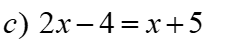 c) 2x − 4 = x + 5